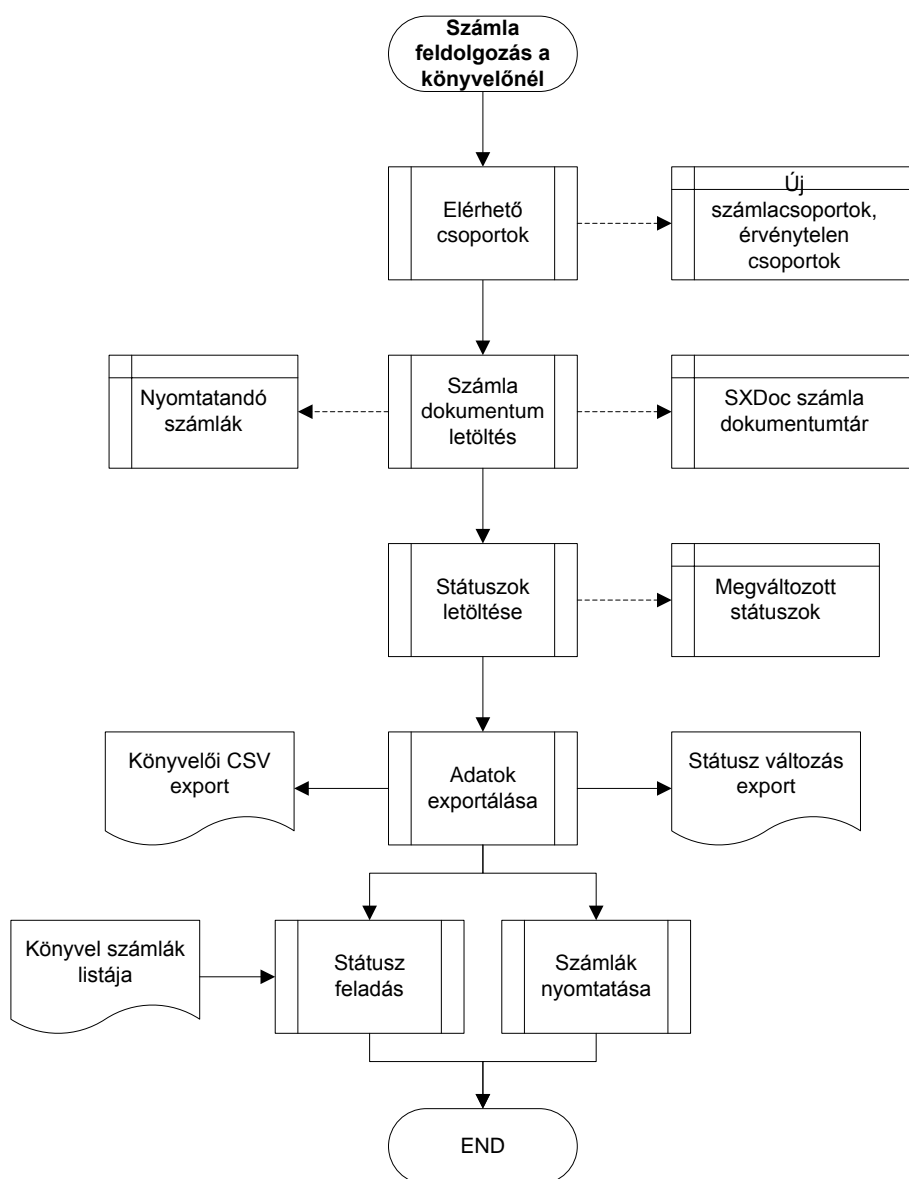 Számla
feldolgozás a
könyvelőnél
Elérhető
csoportok
Új
számlacsoportok,
érvénytelen
csoportok
Nyomtatandó
számlák
Számla
dokumentum
letöltés
SXDoc számla
dokumentumtár
Státuszok
letöltése
Megváltozott
státuszok
Könyvelői CSV
export
Adatok
exportálása
Státusz változás
export
Könyvel számlák
listája
Státusz
feladás
Számlák
nyomtatása
END